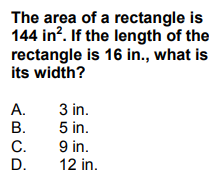 The area of a rectangle is
144 in². If the length of the
rectangle is 16 in., what is
its width?
A. 3 in.
B. 5 in.
C. 9 in.
D. 12 in.